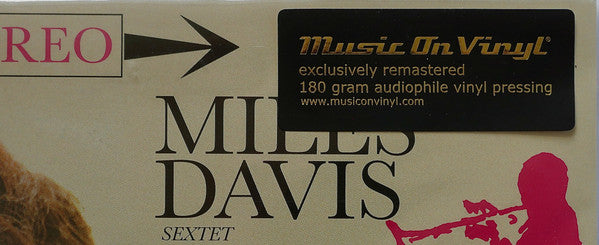 REO
Music On Vinyl®
exclusively remastered
180 gram audiophile vinyl pressing
www.musiconvinyl.com
MILES
DAVIS
SEXTET